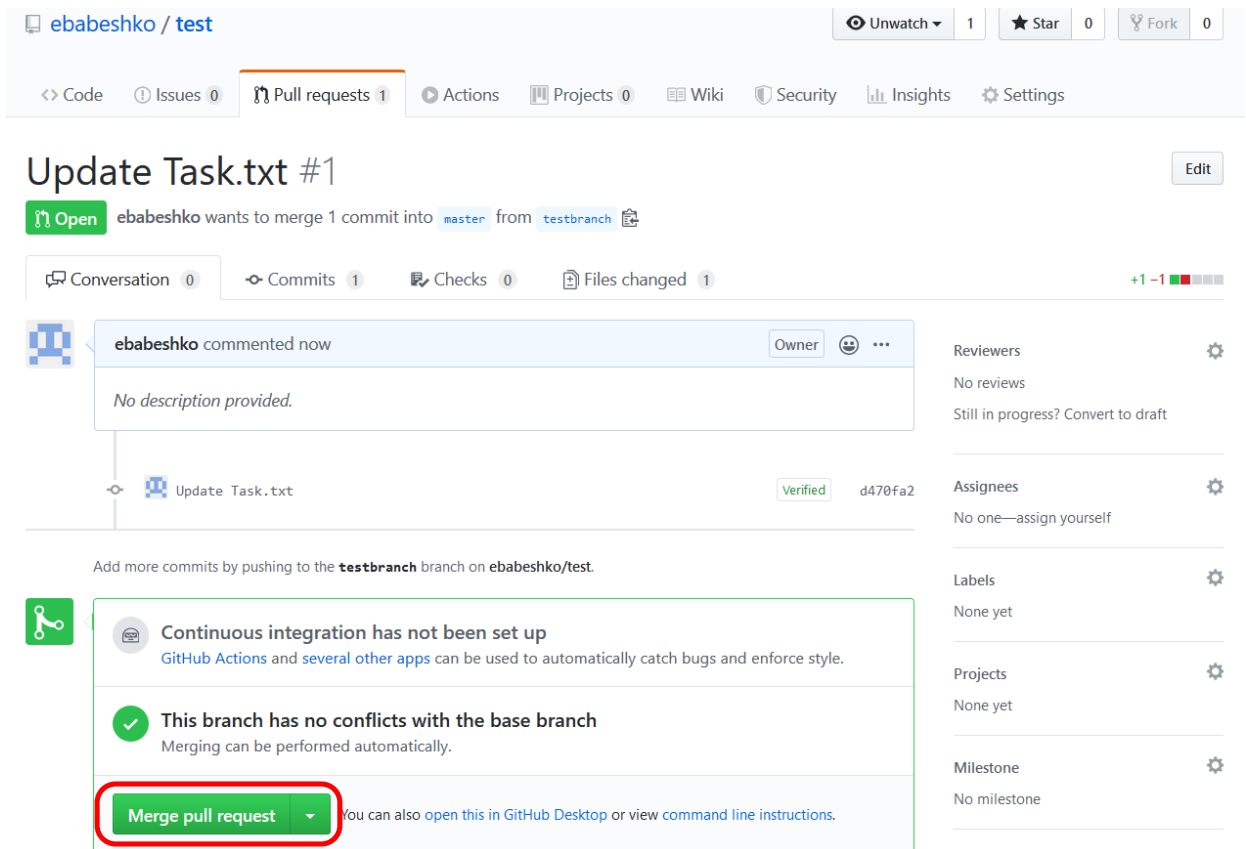 ebabeshko / test Unwatch 1 Star 0 Fork 0
Code Issues 0 Pull requests 1 Actions Projects 0 Wiki Security Insights Settings
Update Task.txt #1 Edit
Open ebabeshko wants to merge 1 commit into master from testbranch
Conversation 0 Commits 1 Checks 0 Files changed 1 +1 −1
ebabeshko commented now Owner
No description provided.
Update Task.txt Verified d470fa2
Add more commits by pushing to the testbranch branch on ebabeshko/test.
Continuous integration has not been set up
GitHub Actions and several other apps can be used to automatically catch bugs and enforce style.
This branch has no conflicts with the base branch
Merging can be performed automatically.
Merge pull request You can also open this in GitHub Desktop or view command line instructions.
Reviewers
No reviews
Still in progress? Convert to draft
Assignees
No one—assign yourself
Labels
None yet
Projects
None yet
Milestone
No milestone